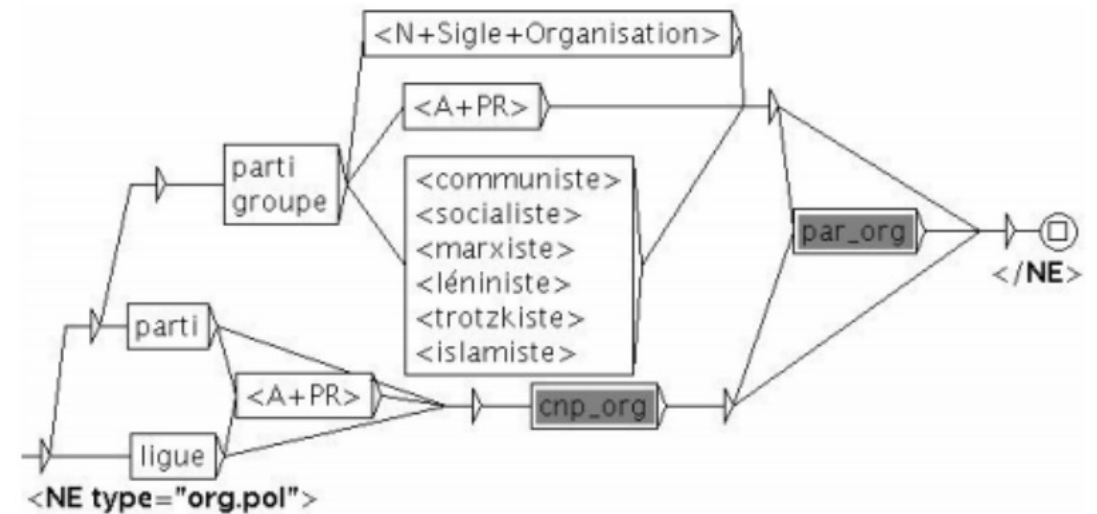 <N+Sigle+Organisation>
<A+PR>
parti
groupe
<communiste>
<socialiste>
<marxiste>
<léniniste>
<trotzkiste>
<islamiste>
par_org
</NE>
parti
<A+PR>
cnp_org
ligue
<NE type="org.pol">